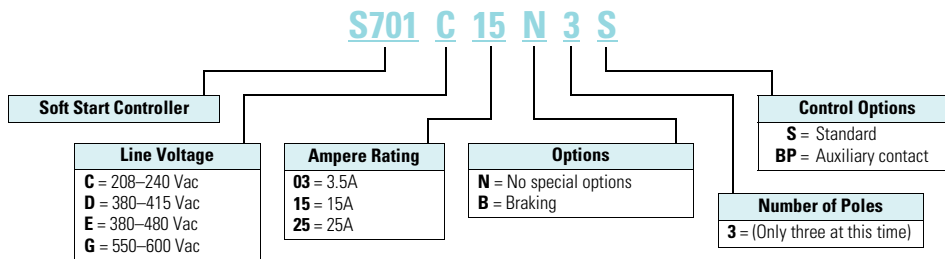 S701 C 15 N 3 S
Soft Start Controller
Line Voltage
C = 208–240 Vac
D = 380–415 Vac
E = 380–480 Vac
G = 550–600 Vac
Ampere Rating
03 = 3.5A
15 = 15A
25 = 25A
Options
N = No special options
B = Braking
Control Options
S = Standard
BP = Auxiliary contact
Number of Poles
3 = (Only three at this time)